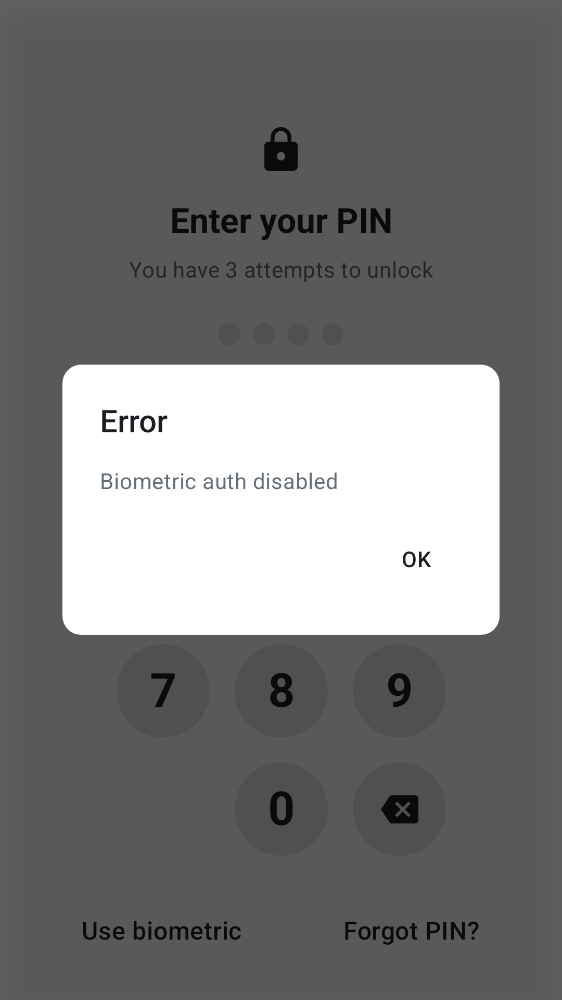 Enter your PIN
You have 3 attempts to unlock
Error
Biometric auth disabled
OK
7 8 9
0
Use biometric Forgot PIN?